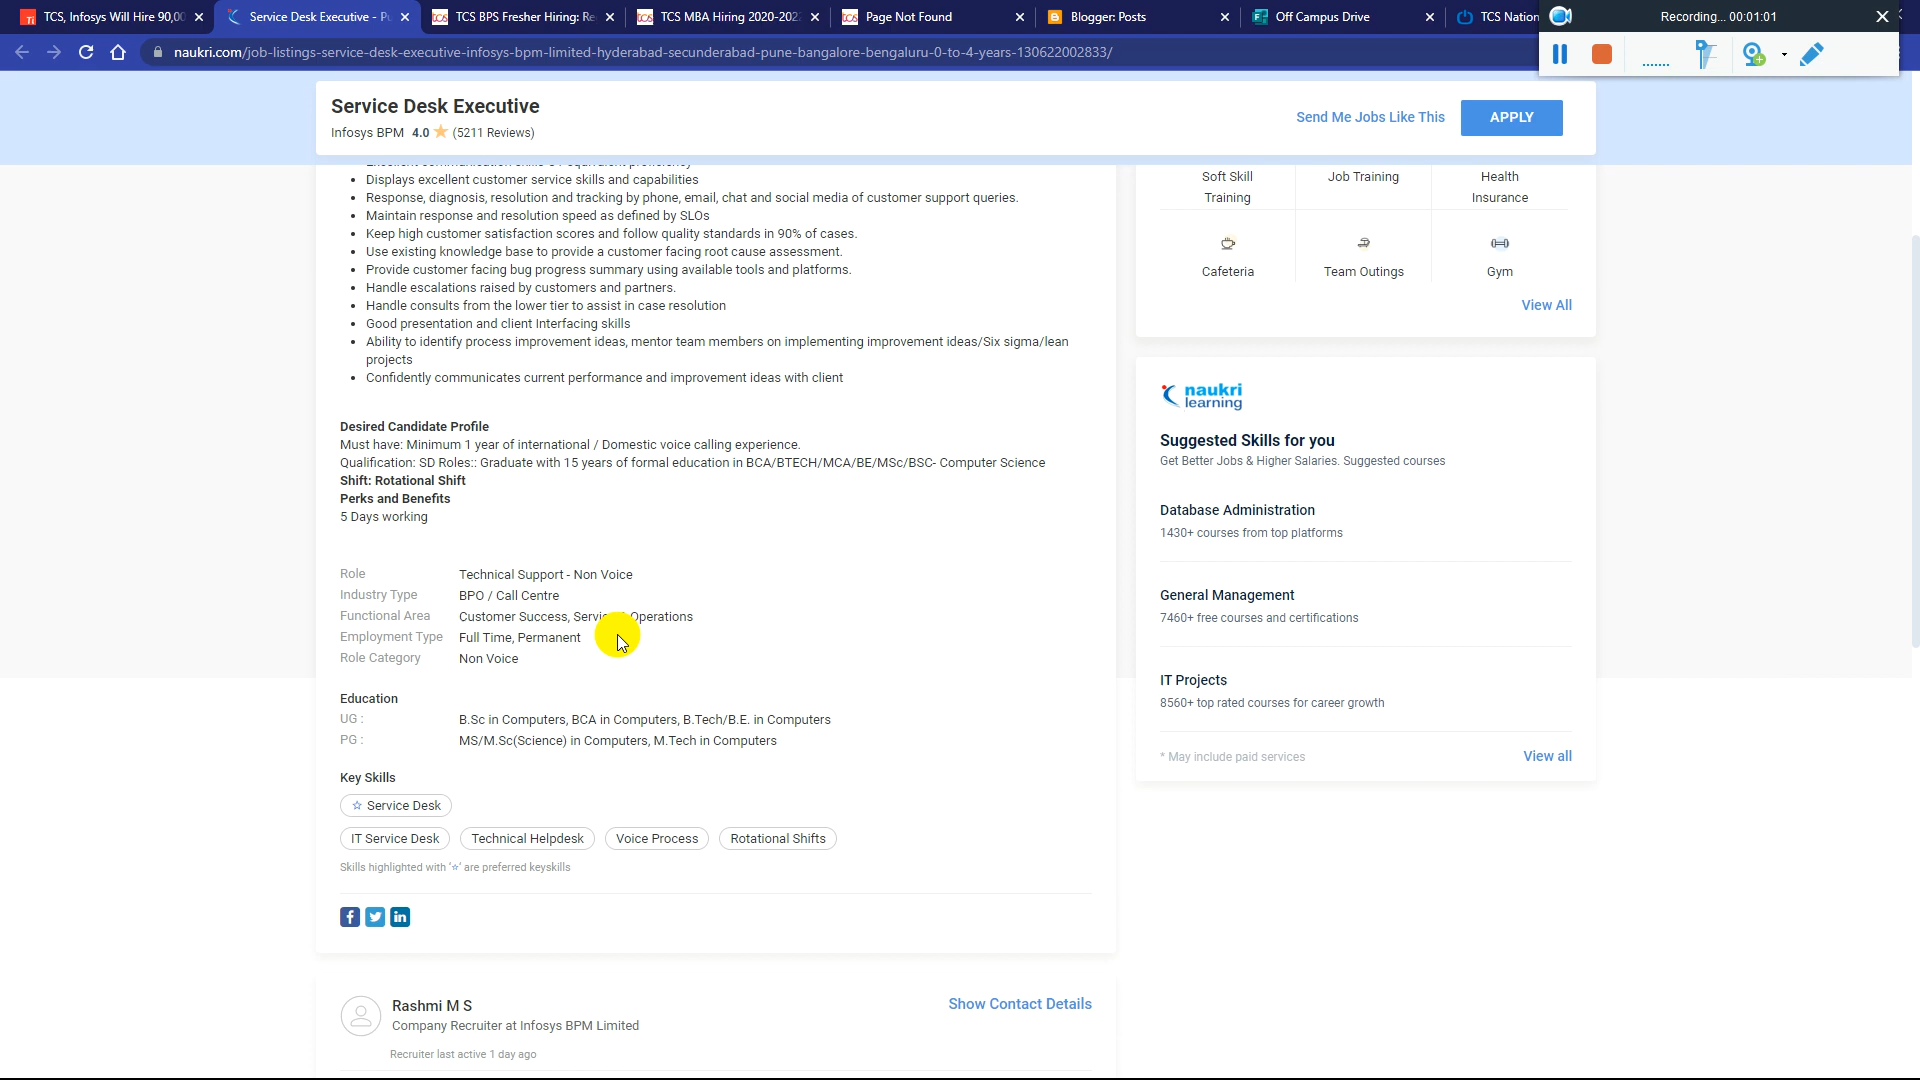 TCS, Infosys Will Hire 90,00
Service Desk Executive - Pu
TCS BPS Fresher Hiring: Re
TCS MBA Hiring 2020-202
Page Not Found
Blogger: Posts
Off Campus Drive
TCS Nation
Recording... 00:01:01
naukri.com/job-listings-service-desk-executive-infosys-bpm-limited-hyderabad-secunderabad-pune-bangalore-bengaluru-0-to-4-years-130622002833/
Service Desk Executive
Infosys BPM 4.0 (5211 Reviews)
Send Me Jobs Like This
APPLY
• Displays excellent customer service skills and capabilities
• Response, diagnosis, resolution and tracking by phone, email, chat and social media of customer support queries.
• Maintain response and resolution speed as defined by SLOs
• Keep high customer satisfaction scores and follow quality standards in 90% of cases.
• Use existing knowledge base to provide a customer facing root cause assessment.
• Provide customer facing bug progress summary using available tools and platforms.
• Handle escalations raised by customers and partners.
• Handle consults from the lower tier to assist in case resolution
• Good presentation and client Interfacing skills
• Ability to identify process improvement ideas, mentor team members on implementing improvement ideas/Six sigma/lean
projects
• Confidently communicates current performance and improvement ideas with client
Desired Candidate Profile
Must have: Minimum 1 year of international / Domestic voice calling experience.
Qualification: SD Roles:: Graduate with 15 years of formal education in BCA/BTECH/MCA/BE/MSc/BSC- Computer Science
Shift: Rotational Shift
Perks and Benefits
5 Days working
Role Technical Support - Non Voice
Industry Type BPO / Call Centre
Functional Area Customer Success, Operations
Employment Type Full Time, Permanent
Role Category Non Voice
Education
UG : B.Sc in Computers, BCA in Computers, B.Tech/B.E. in Computers
PG : MS/M.Sc(Science) in Computers, M.Tech in Computers
Key Skills
☆ Service Desk
IT Service Desk
Technical Helpdesk
Voice Process
Rotational Shifts
Skills highlighted with '☆' are preferred keyskills
Rashmi M S
Company Recruiter at Infosys BPM Limited
Recruiter last active 1 day ago
Show Contact Details
Soft Skill
Training
Job Training
Health
Insurance
Cafeteria
Team Outings
Gym
View All
naukri
learning
Suggested Skills for you
Get Better Jobs & Higher Salaries. Suggested courses
Database Administration
1430+ courses from top platforms
General Management
7460+ free courses and certifications
IT Projects
8560+ top rated courses for career growth
* May include paid services
View all